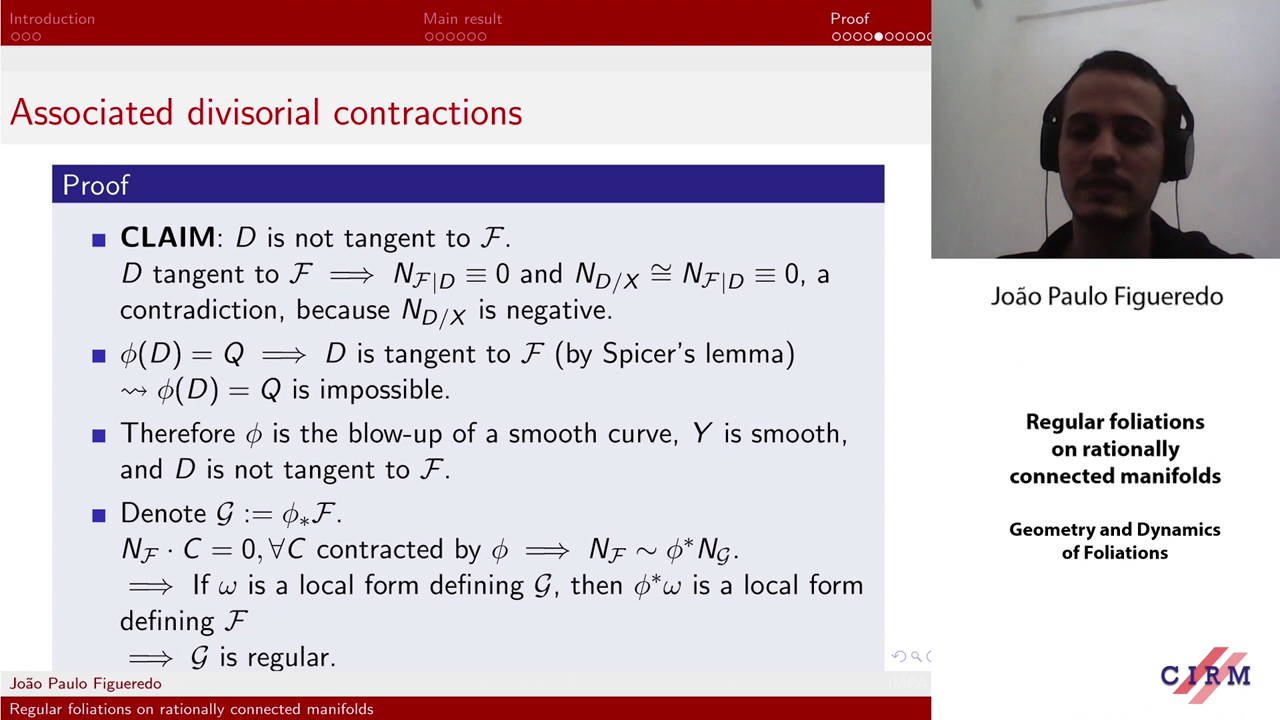 Introduction
Main result
Proof
Associated divisorial contractions
Proof
CLAIM: D is not tangent to ℱ.
D tangent to ℱ ⟹ N_{ℱ|D} ≡ 0 and N_{D/X} ≅ N_{ℱ|D} ≡ 0, a
contradiction, because N_{D/X} is negative.
ϕ(D) = Q ⟹ D is tangent to ℱ (by Spicer's lemma)
⇝ ϕ(D) = Q is impossible.
Therefore ϕ is the blow-up of a smooth curve, Y is smooth,
and D is not tangent to ℱ.
Denote 𝒢 := ϕ_*ℱ.
N_ℱ · C = 0, ∀C contracted by ϕ ⟹ N_ℱ ∼ ϕ*N_𝒢.
⟹ If ω is a local form defining 𝒢, then ϕ*ω is a local form
defining ℱ
⟹ 𝒢 is regular.
João Paulo Figueredo
IMPA
Regular foliations on rationally connected manifolds
João Paulo Figueredo
Regular foliations
on rationally
connected manifolds
Geometry and Dynamics
of Foliations
CIRM